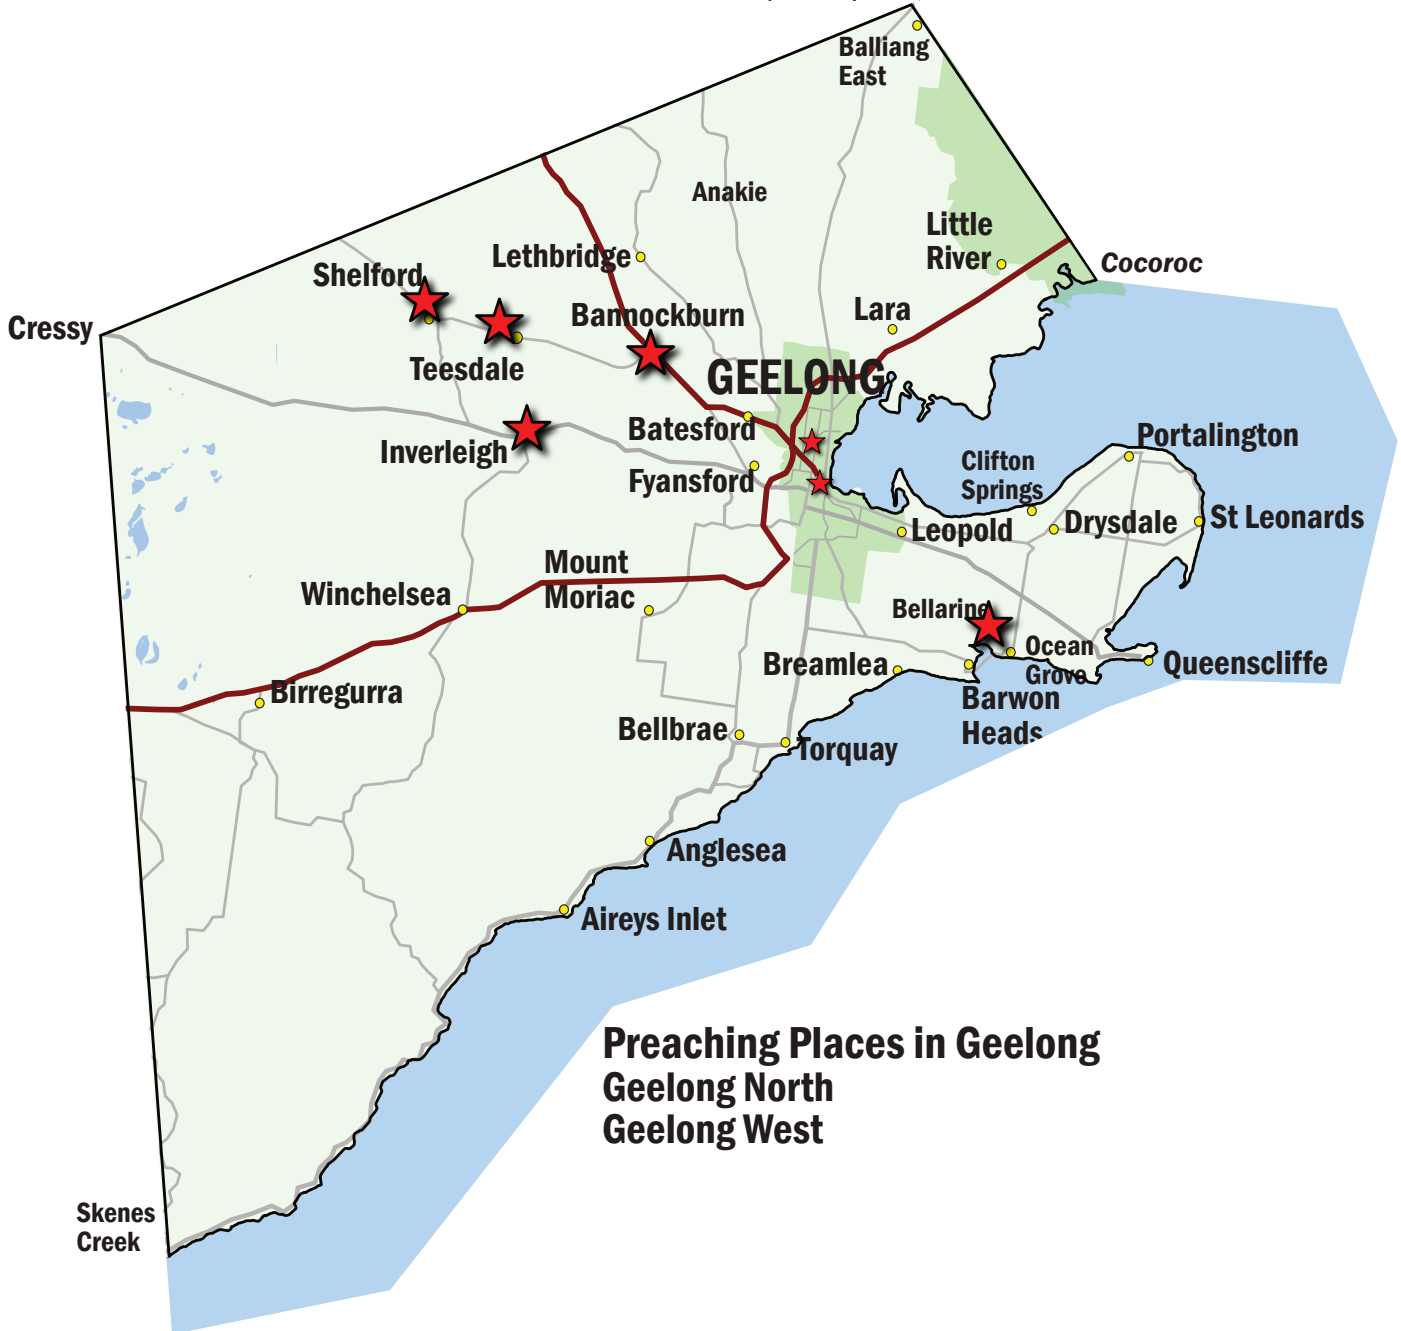 Balliang
East
Anakie
Little
River
Lethbridge
Cocoroc
Shelford
Lara
Bannockburn
Cressy
Teesdale
GEELONG
Batesford
Portalington
Inverleigh
Clifton
Springs
Fyansford
Leopold
Drysdale
St Leonards
Mount
Moriac
Winchelsea
Bellarine
Ocean
Grove
Breamlea
Queenscliffe
Birregurra
Barwon
Heads
Bellbrae
Torquay
Anglesea
Aireys Inlet
Preaching Places in Geelong
Geelong North
Geelong West
Skenes
Creek